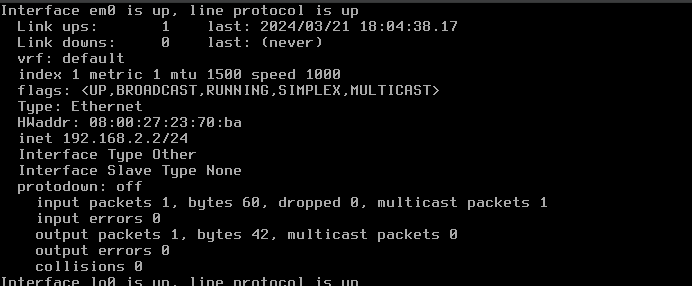 Interface em0 is up, line protocol is up
  Link ups:       1    last: 2024/03/21 18:04:38.17
  Link downs:     0    last: (never)
  vrf: default
  index 1 metric 1 mtu 1500 speed 1000
  flags: <UP,BROADCAST,RUNNING,SIMPLEX,MULTICAST>
  Type: Ethernet
  HWaddr: 08:00:27:23:70:ba
  inet 192.168.2.2/24
  Interface Type Other
  Interface Slave Type None
  protodown: off
    input packets 1, bytes 60, dropped 0, multicast packets 1
    input errors 0
    output packets 1, bytes 42, multicast packets 0
    output errors 0
    collisions 0
Interface lo0 is up, line protocol is up